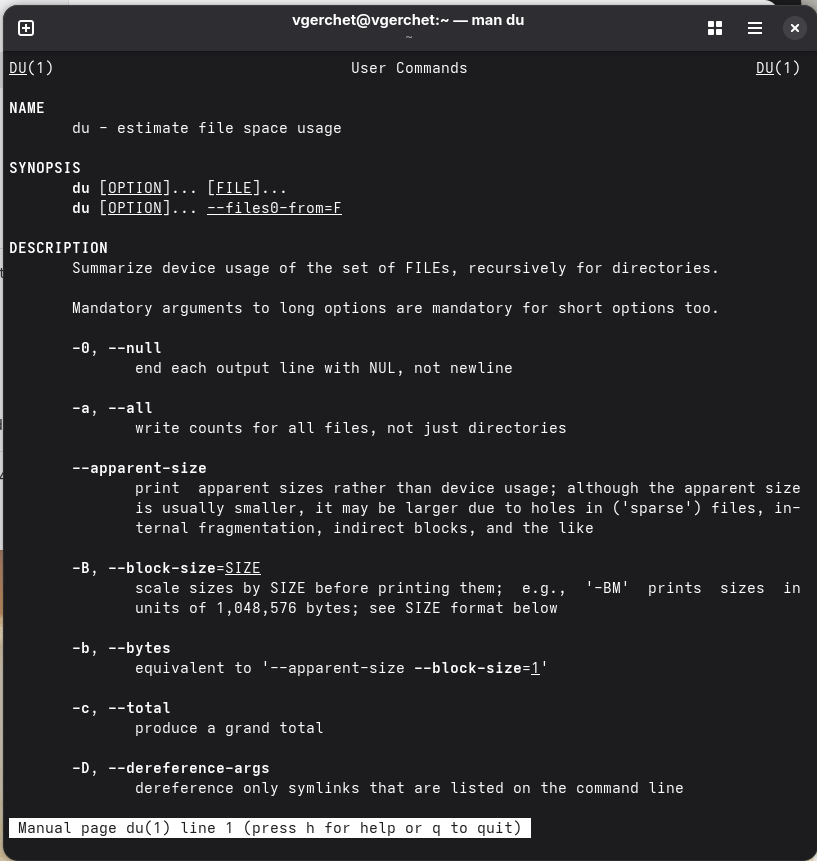 vgerchet@vgerchet:~ — man du
~
DU(1) User Commands DU(1)
NAME
du - estimate file space usage
SYNOPSIS
du [OPTION]... [FILE]...
du [OPTION]... --files0-from=F
DESCRIPTION
Summarize device usage of the set of FILEs, recursively for directories.
Mandatory arguments to long options are mandatory for short options too.
-0, --null
end each output line with NUL, not newline
-a, --all
write counts for all files, not just directories
--apparent-size
print  apparent sizes rather than device usage; although the apparent size
is usually smaller, it may be larger due to holes in ('sparse') files, in-
ternal fragmentation, indirect blocks, and the like
-B, --block-size=SIZE
scale sizes by SIZE before printing them;  e.g.,  '-BM'  prints  sizes  in
units of 1,048,576 bytes; see SIZE format below
-b, --bytes
equivalent to '--apparent-size --block-size=1'
-c, --total
produce a grand total
-D, --dereference-args
dereference only symlinks that are listed on the command line
Manual page du(1) line 1 (press h for help or q to quit)